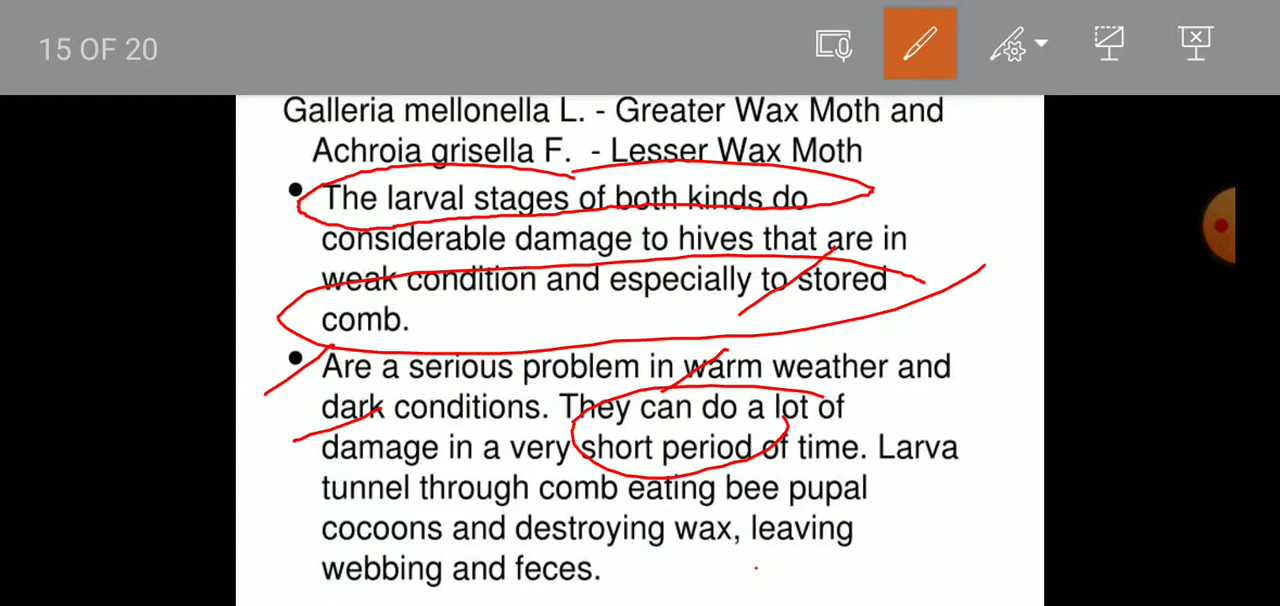 15 OF 20
Galleria mellonella L. - Greater Wax Moth and
Achroia grisella F. - Lesser Wax Moth
• The larval stages of both kinds do
considerable damage to hives that are in
weak condition and especially to stored
comb.
• Are a serious problem in warm weather and
dark conditions. They can do a lot of
damage in a very short period of time. Larva
tunnel through comb eating bee pupal
cocoons and destroying wax, leaving
webbing and feces.